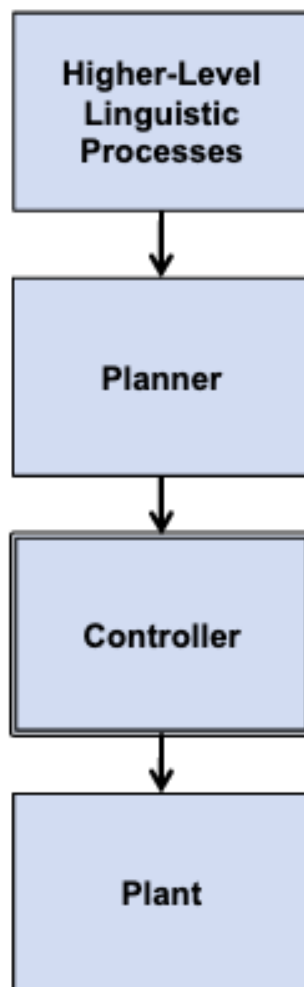 Higher-Level
Linguistic
Processes
Planner
Controller
Plant